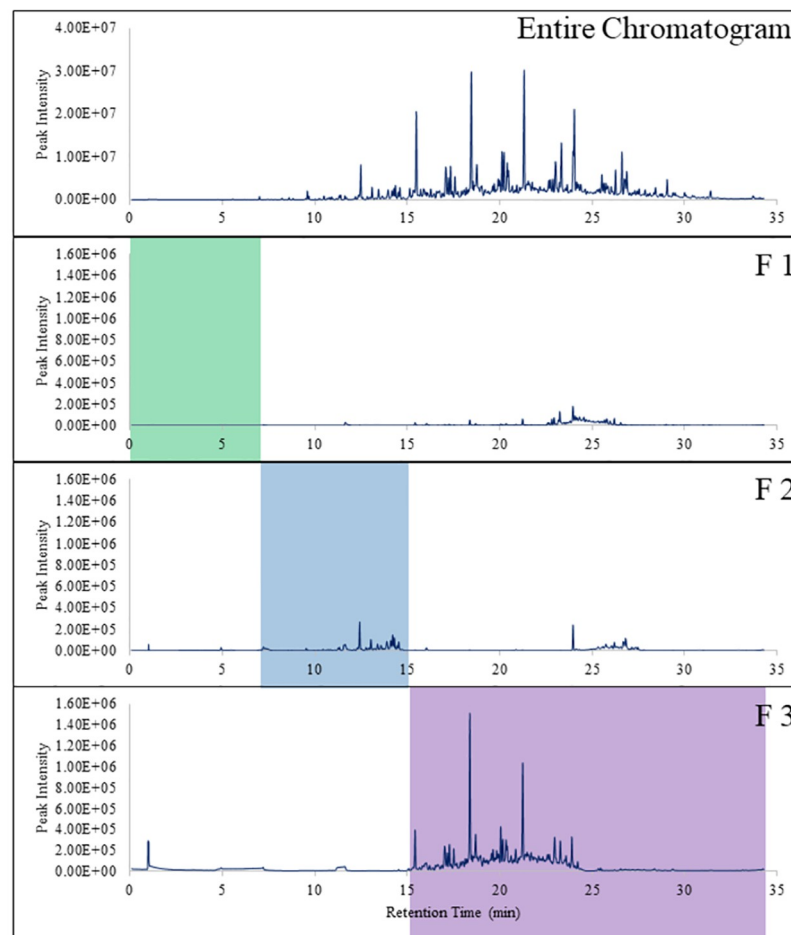 Entire Chromatogram
Peak Intensity
4.00E+07
3.00E+07
2.00E+07
1.00E+07
0.00E+00
0 5 10 15 20 25 30 35
F 1
Peak Intensity
1.60E+06
1.40E+06
1.20E+06
1.00E+06
8.00E+05
6.00E+05
4.00E+05
2.00E+05
0.00E+00
0 5 10 15 20 25 30 35
F 2
Peak Intensity
1.60E+06
1.40E+06
1.20E+06
1.00E+06
8.00E+05
6.00E+05
4.00E+05
2.00E+05
0.00E+00
0 5 10 15 20 25 30 35
F 3
Peak Intensity
1.60E+06
1.40E+06
1.20E+06
1.00E+06
8.00E+05
6.00E+05
4.00E+05
2.00E+05
0.00E+00
0 5 10 15 20 25 30 35
Retention Time (min)